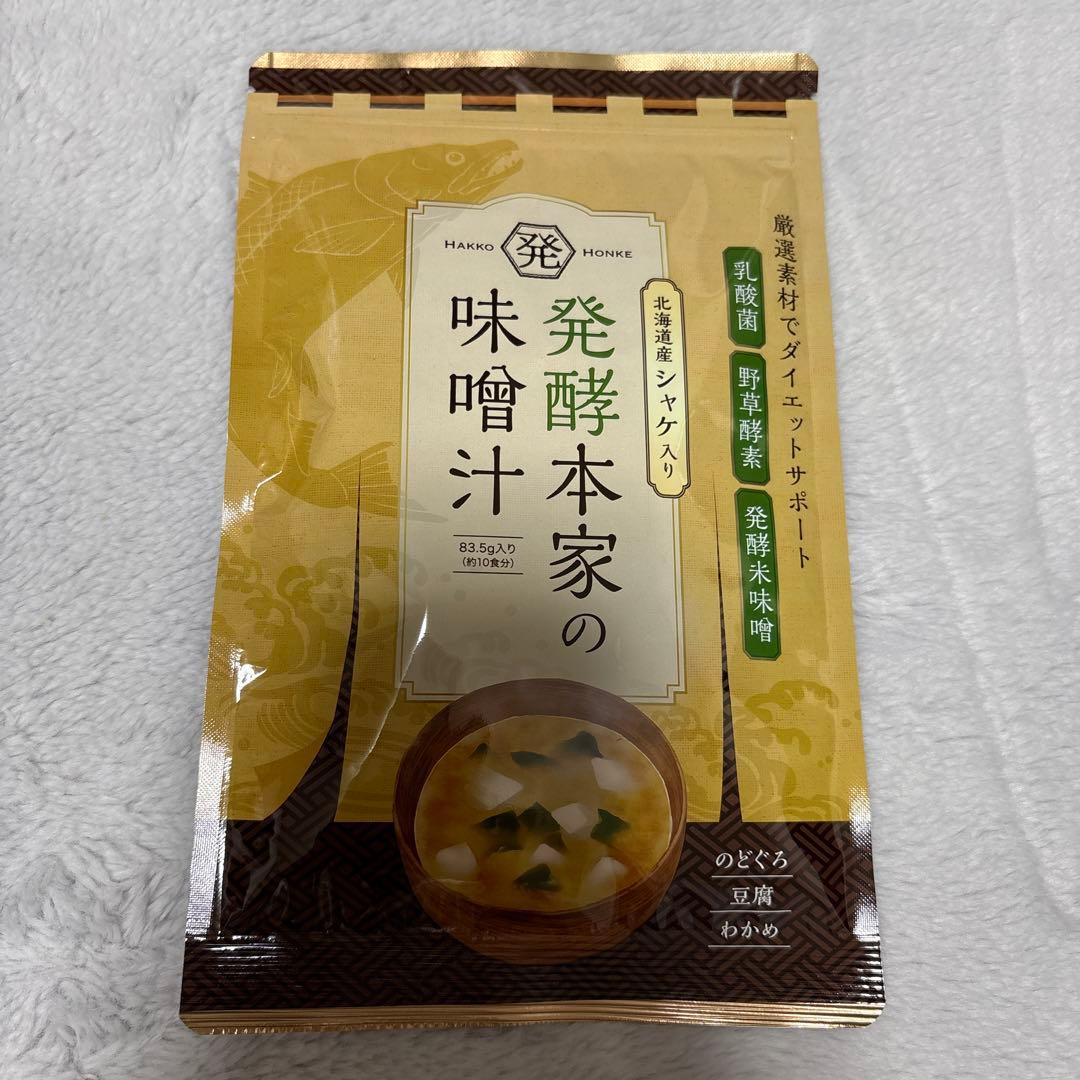 厳選素材でダイエットサポート
乳酸菌
野草酵素
発酵米味噌
HAKKO 発 HONKE
北海道産シャケ入り
発酵本家の
味噌汁
83.5g入り
(約10食分)
のどぐろ
豆腐
わかめ